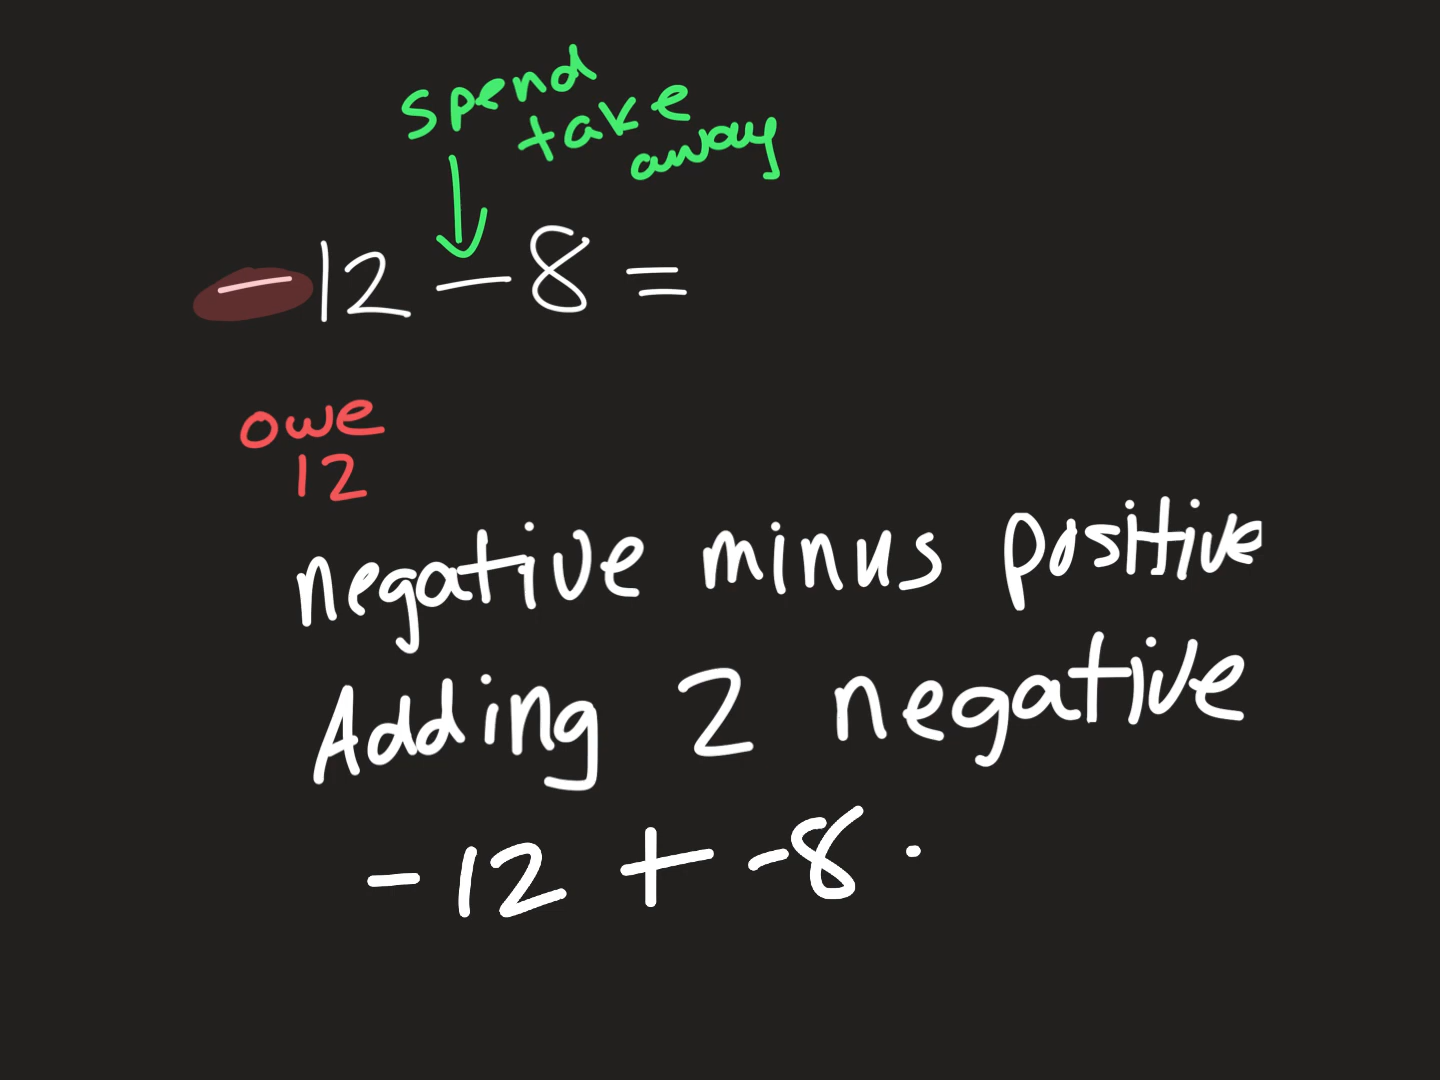 spend
take
away
-12 - 8 =
owe
12
negative minus positive
Adding 2 negative
-12 + -8